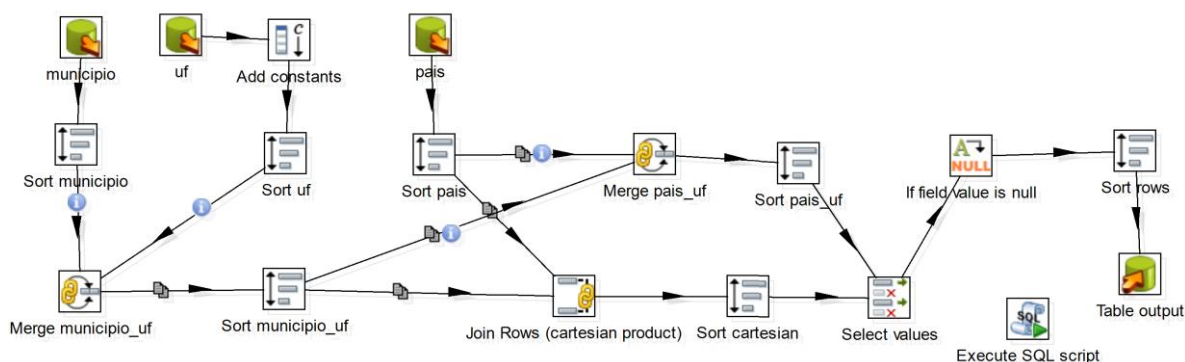 municipio
uf
C
Add constants
pais
Sort municipio
Sort uf
Sort pais
Merge pais_uf
Sort pais_uf
A
NULL
If field value is null
Sort rows
Merge municipio_uf
Sort municipio_uf
Join Rows (cartesian product)
Sort cartesian
Select values
SQL
Execute SQL script
Table output